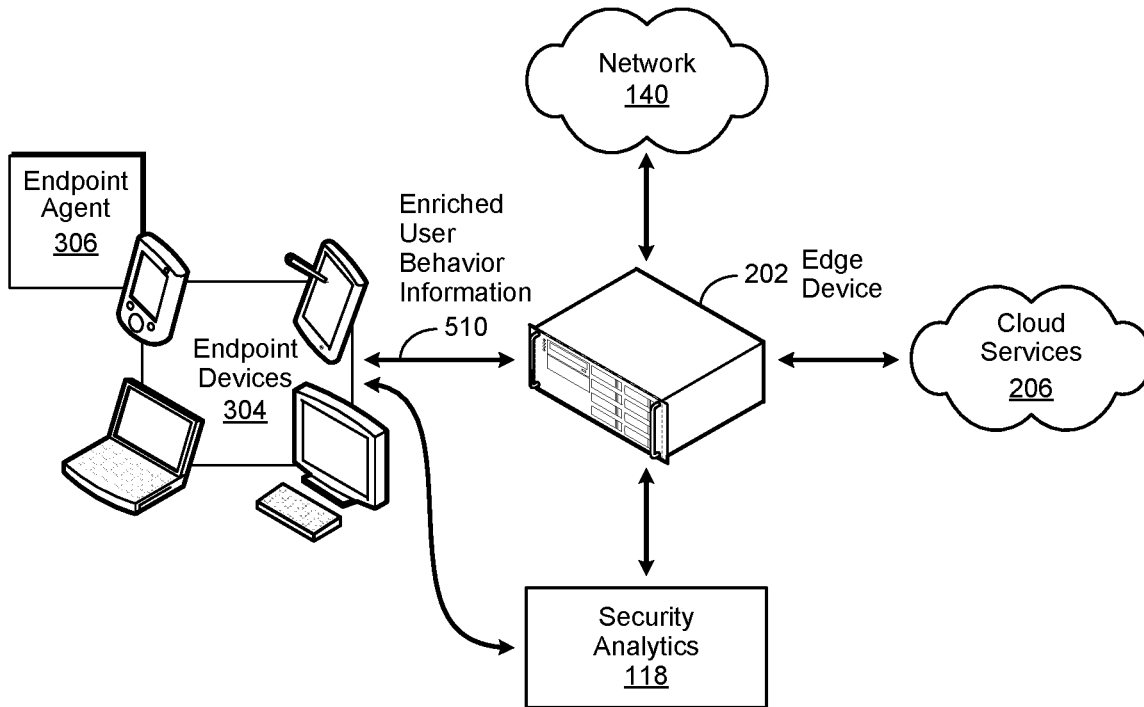 Network
140
Endpoint
Agent
306
Enriched
User
Behavior
Information
510
202 Edge
Device
Endpoint
Devices
304
Cloud
Services
206
Security
Analytics
118